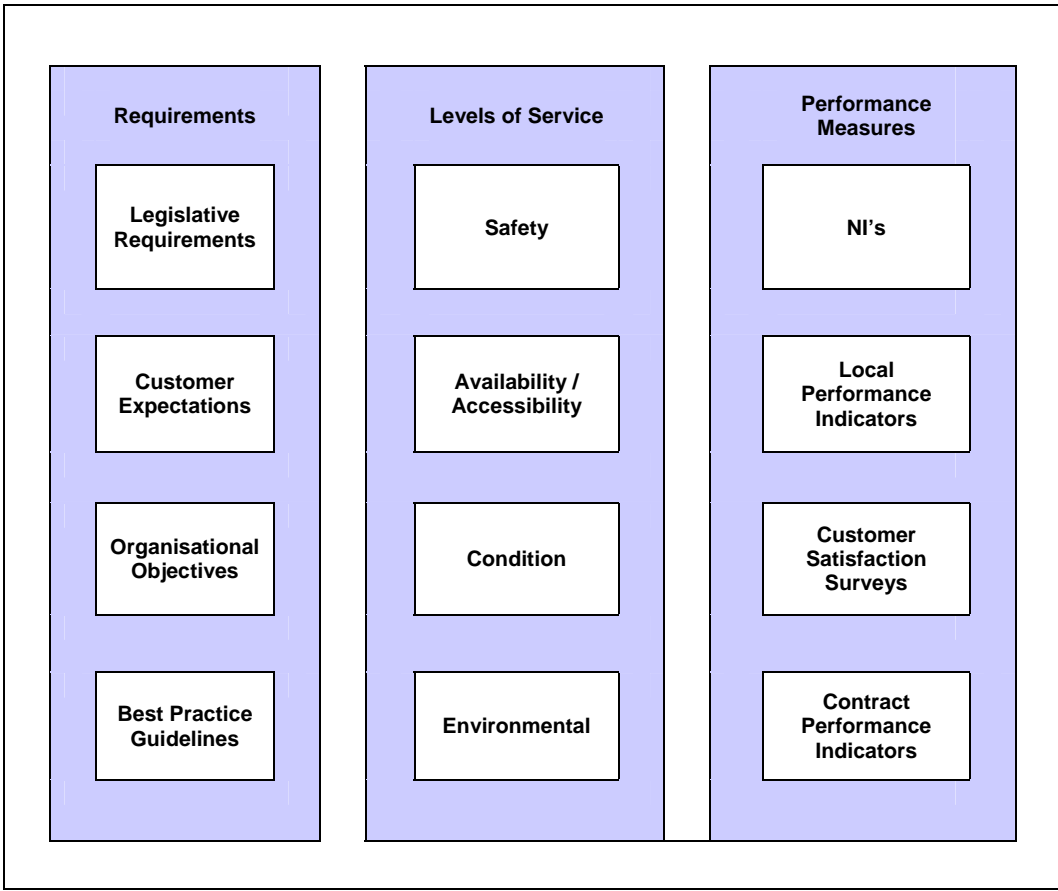 Requirements
Legislative
Requirements
Customer
Expectations
Organisational
Objectives
Best Practice
Guidelines
Levels of Service
Safety
Availability /
Accessibility
Condition
Environmental
Performance
Measures
NI's
Local
Performance
Indicators
Customer
Satisfaction
Surveys
Contract
Performance
Indicators